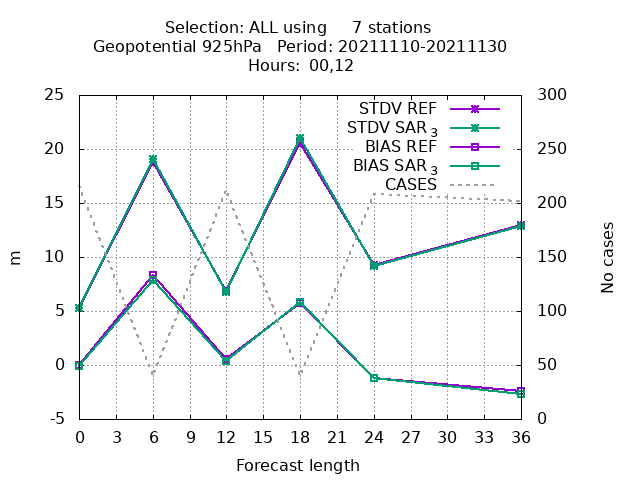 Selection: ALL using     7 stations
Geopotential 925hPa   Period: 20211110-20211130
Hours: 00,12
STDV REF
STDV SAR 3
BIAS REF
BIAS SAR 3
CASES
25
20
15
10
5
0
-5
m
300
250
200
150
100
50
0
No cases
0 3 6 9 12 15 18 21 24 27 30 33 36
Forecast length